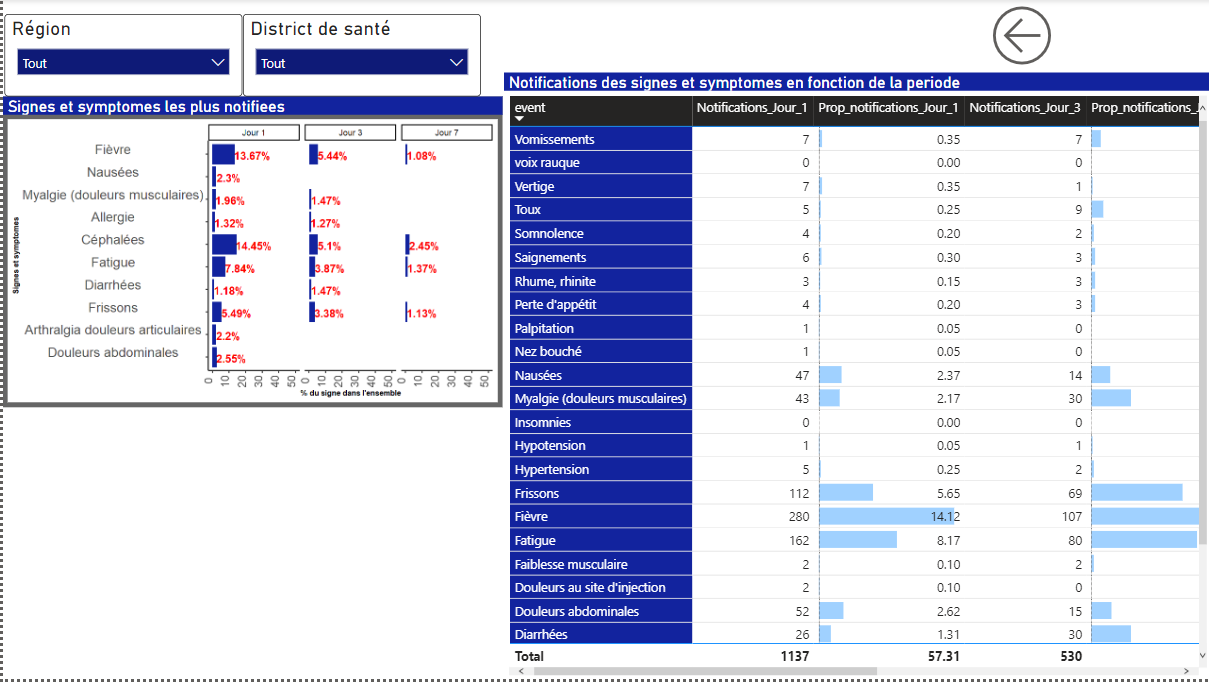 Région
District de santé
Tout
Tout
Signes et symptomes les plus notifiees
Jour 1 Jour 3 Jour 7
Fièvre 13.67% 5.44% 1.08%
Nausées 2.3%
Myalgie (douleurs musculaires) 1.96% 1.47%
Allergie 1.32% 1.27%
Céphalées 14.45% 5.1% 2.45%
Fatigue 7.84% 3.87% 1.37%
Diarrhées 1.18% 1.47%
Frissons 5.49% 3.38% 1.13%
Arthralgia douleurs articulaires 2.2%
Douleurs abdominales 2.55%
Signes et symptomes
0 10 20 30 40 50 0 10 20 30 40 50 0 10 20 30 40 50
% du signe dans l'ensemble
Notifications des signes et symptomes en fonction de la periode
event Notifications_Jour_1 Prop_notifications_Jour_1 Notifications_Jour_3 Prop_notifications_J
Vomissements 7 0.35 7
voix rauque 0 0.00 0
Vertige 7 0.35 1
Toux 5 0.25 9
Somnolence 4 0.20 2
Saignements 6 0.30 3
Rhume, rhinite 3 0.15 3
Perte d'appétit 4 0.20 3
Palpitation 1 0.05 0
Nez bouché 1 0.05 0
Nausées 47 2.37 14
Myalgie (douleurs musculaires) 43 2.17 30
Insomnies 0 0.00 0
Hypotension 1 0.05 1
Hypertension 5 0.25 2
Frissons 112 5.65 69
Fièvre 280 14.12 107
Fatigue 162 8.17 80
Faiblesse musculaire 2 0.10 2
Douleurs au site d'injection 2 0.10 0
Douleurs abdominales 52 2.62 15
Diarrhées 26 1.31 30
Total 1137 57.31 530